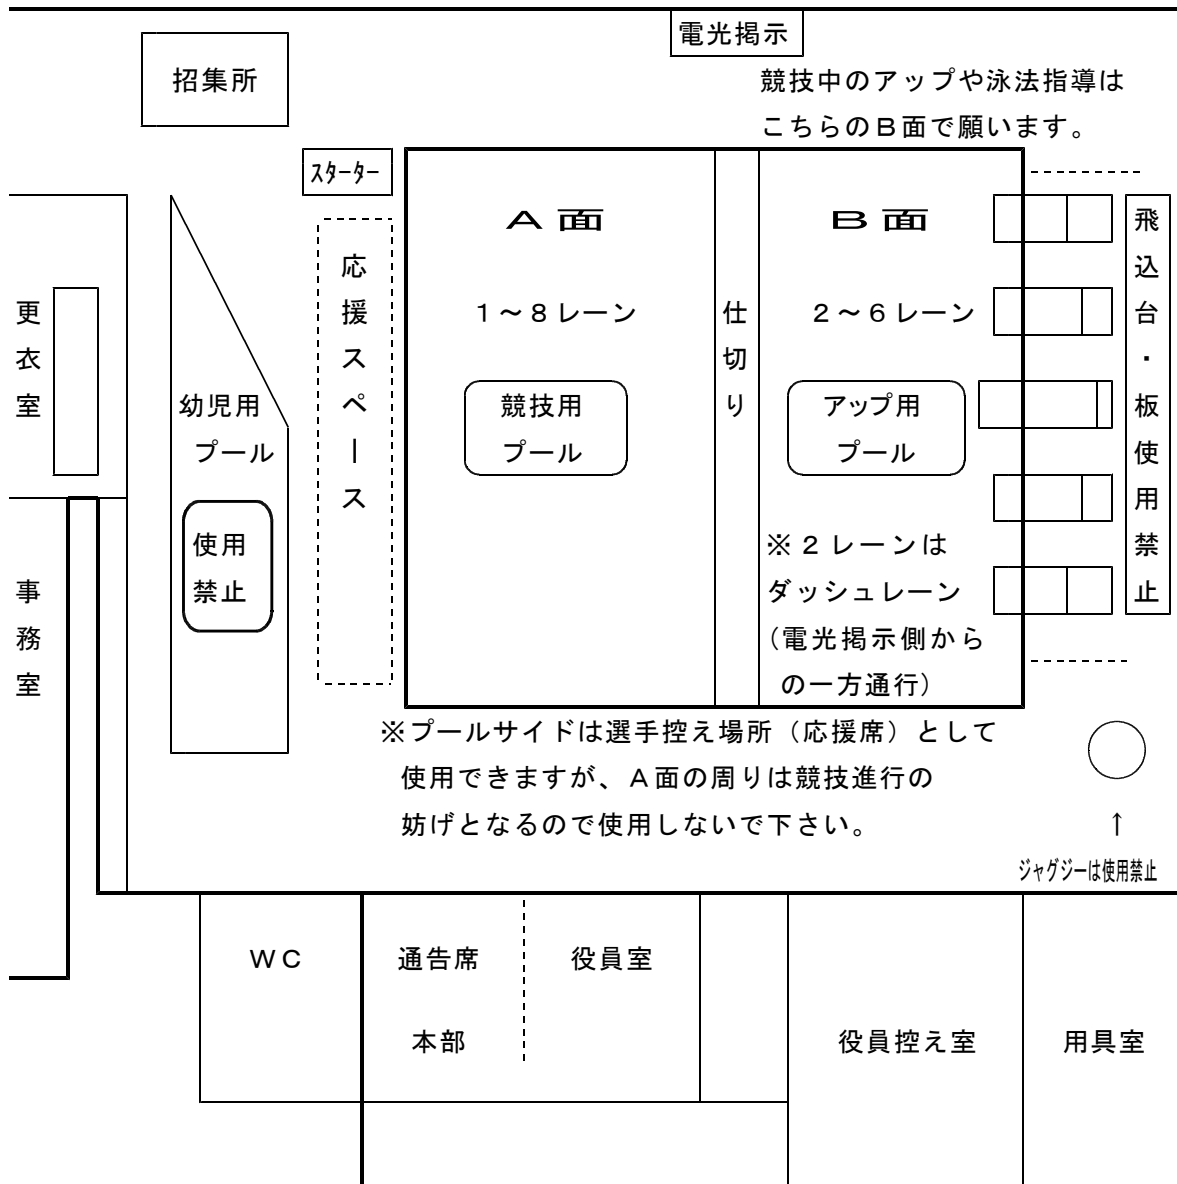 電光掲示
招集所
競技中のアップや泳法指導は
こちらのB面で願います。
スターター
A面
B面
飛込台・板使用禁止
応援スペース
更衣室
1～8レーン
仕切り
2～6レーン
幼児用
プール
競技用
プール
アップ用
プール
使用
禁止
※2レーンは
ダッシュレーン
（電光掲示側から
の一方通行）
事務室
※プールサイドは選手控え場所（応援席）として
使用できますが、A面の周りは競技進行の
妨げとなるので使用しないで下さい。
↑
ジャグジーは使用禁止
WC
通告席
役員室
本部
役員控え室
用具室